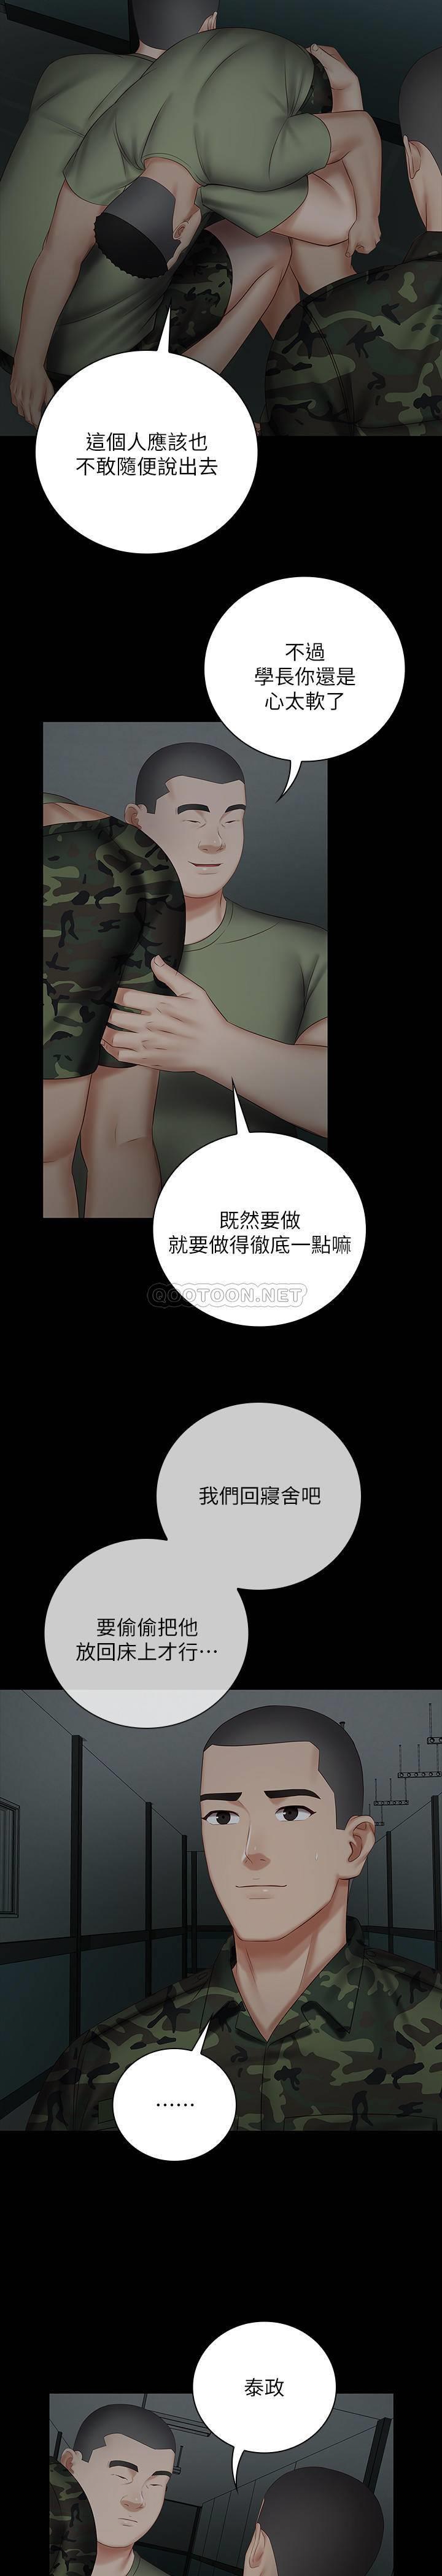 這個人應該也
不敢隨便說出去
不過
學長你還是
心太軟了
既然要做
就要做得徹底一點嘛
QOOTOON.NET
我們回寢舍吧
要偷偷把他
放回床上才行…
……
泰政